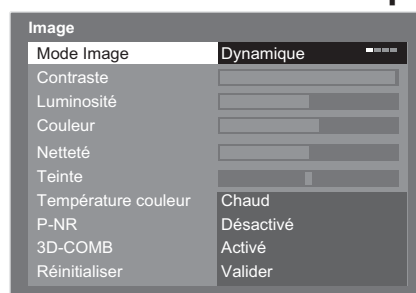 Image
Mode Image Dynamique
Contraste
Luminosité
Couleur
Netteté
Teinte
Température couleur Chaud
P-NR Désactivé
3D-COMB Activé
Réinitialiser Valider